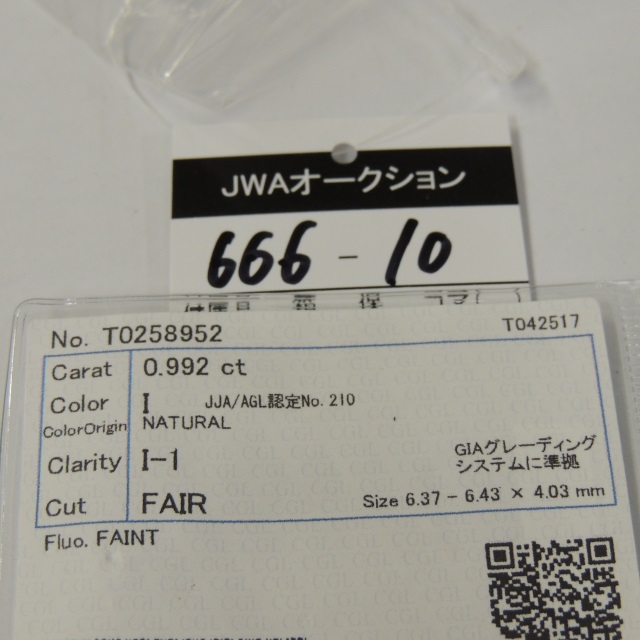 JWAオークション
666-10
No. T0258952
T042517
Carat 0.992 ct
Color I JJA/AGL認定No.210
ColorOrigin NATURAL
Clarity I-1
GIAグレーディング
システムに準拠
Cut FAIR Size 6.37 - 6.43 × 4.03 mm
Fluo. FAINT